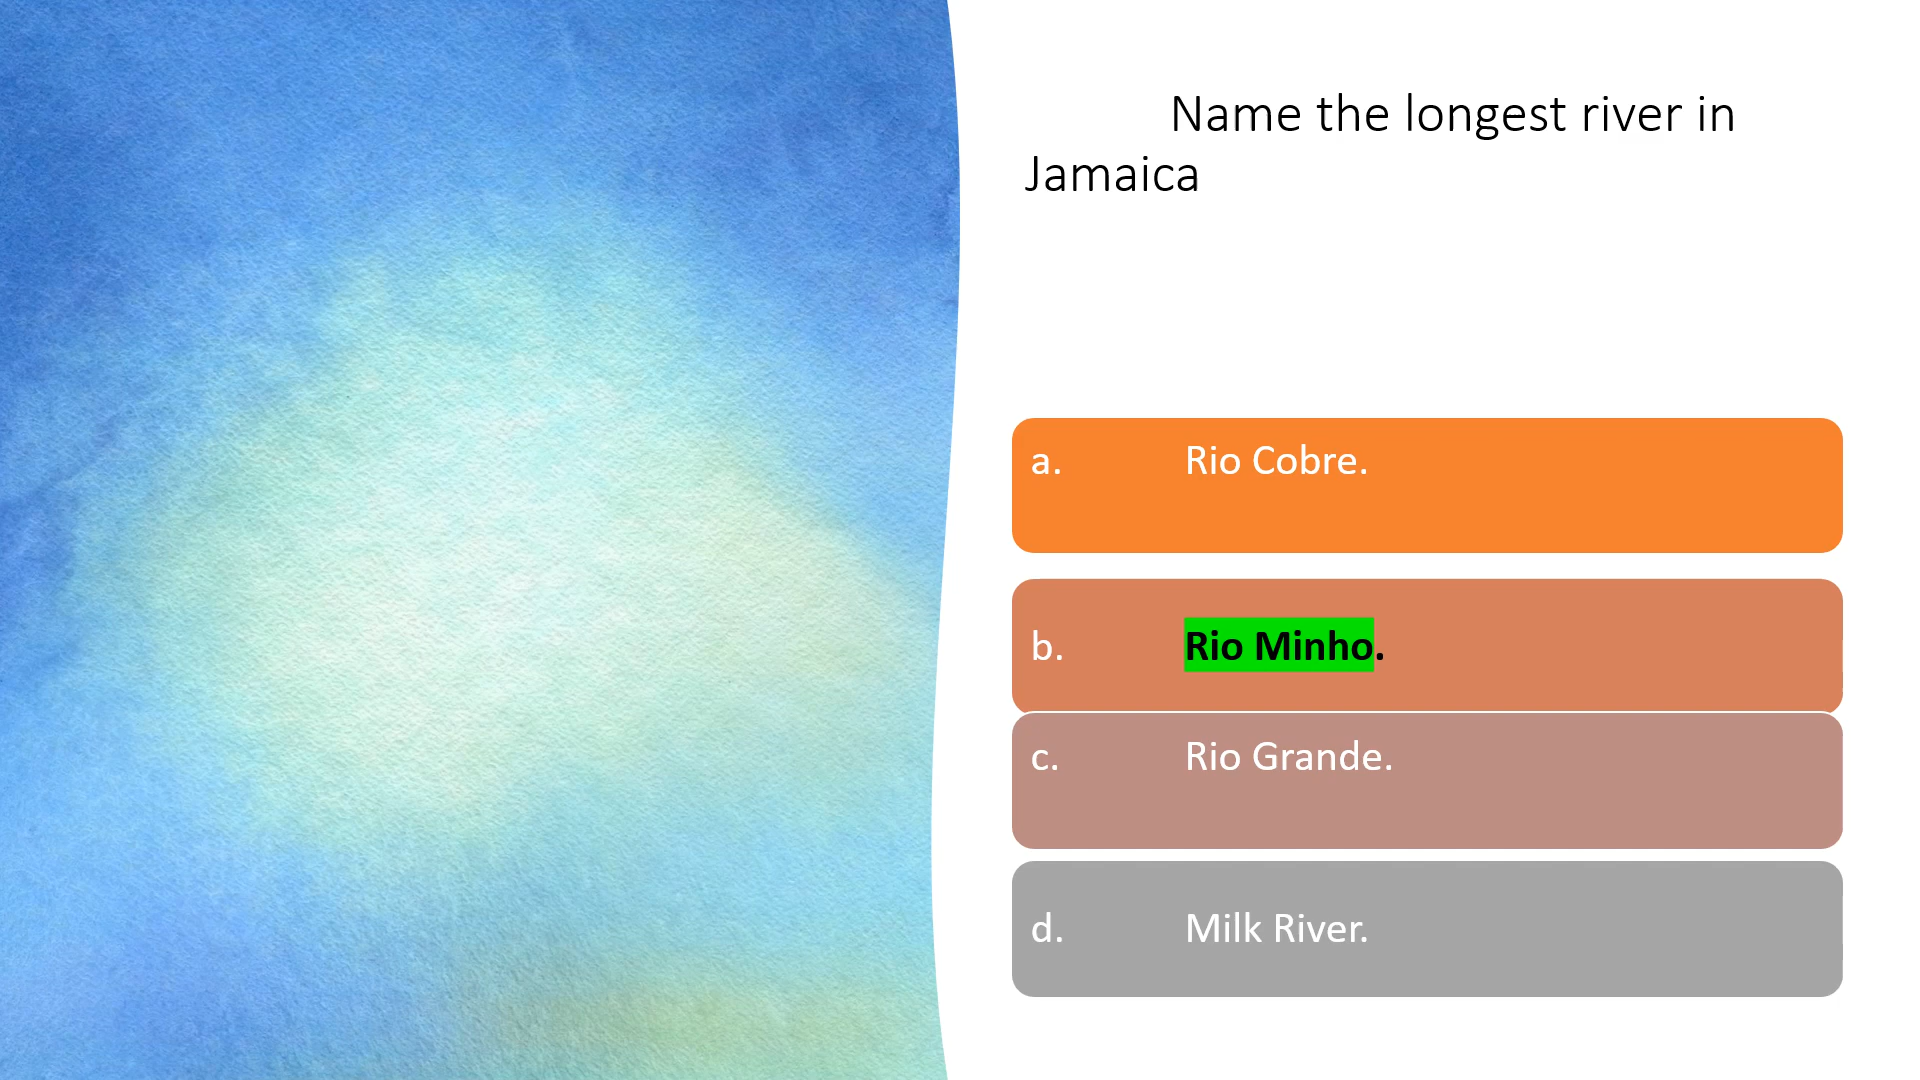 Name the longest river in
Jamaica
a. Rio Cobre.
b. Rio Minho.
c. Rio Grande.
d. Milk River.